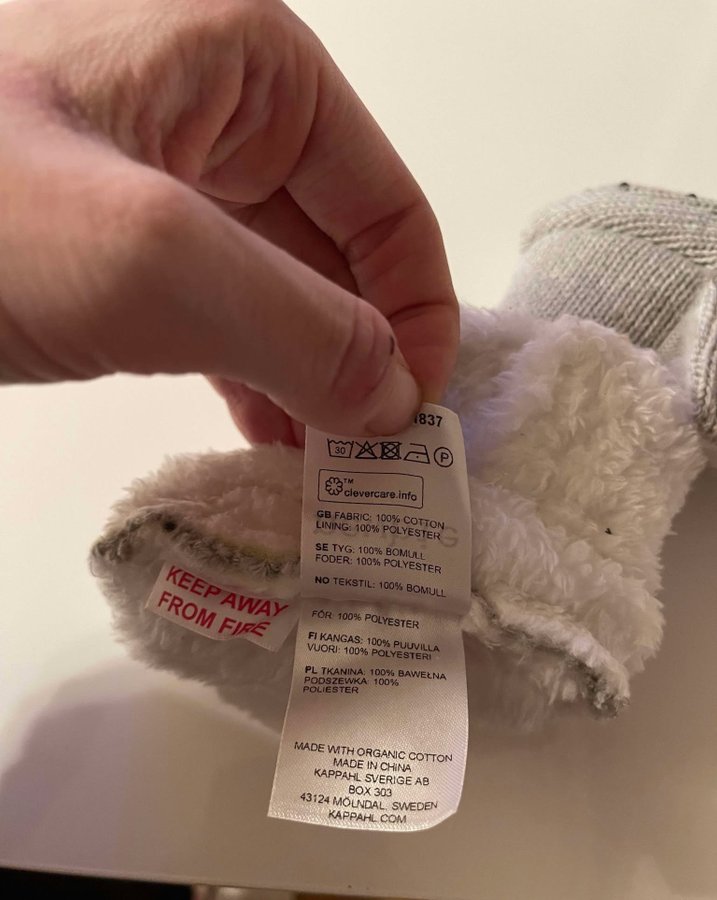 1837
30 P
TM
clevercare.info
GB FABRIC: 100% COTTON
LINING: 100% POLYESTER
SE TYG: 100% BOMULL
FODER: 100% POLYESTER
NO TEKSTIL: 100% BOMULL
FÓR: 100% POLYESTER
FI KANGAS: 100% PUUVILLA
VUORI: 100% POLYESTERI
PL TKANINA: 100% BAWEŁNA
PODSZEWKA: 100%
POLIESTER
MADE WITH ORGANIC COTTON
MADE IN CHINA
KAPPAHL SVERIGE AB
BOX 303
43124 MÖLNDAL, SWEDEN
KAPPAHL.COM
KEEP AWAY
FROM FIRE